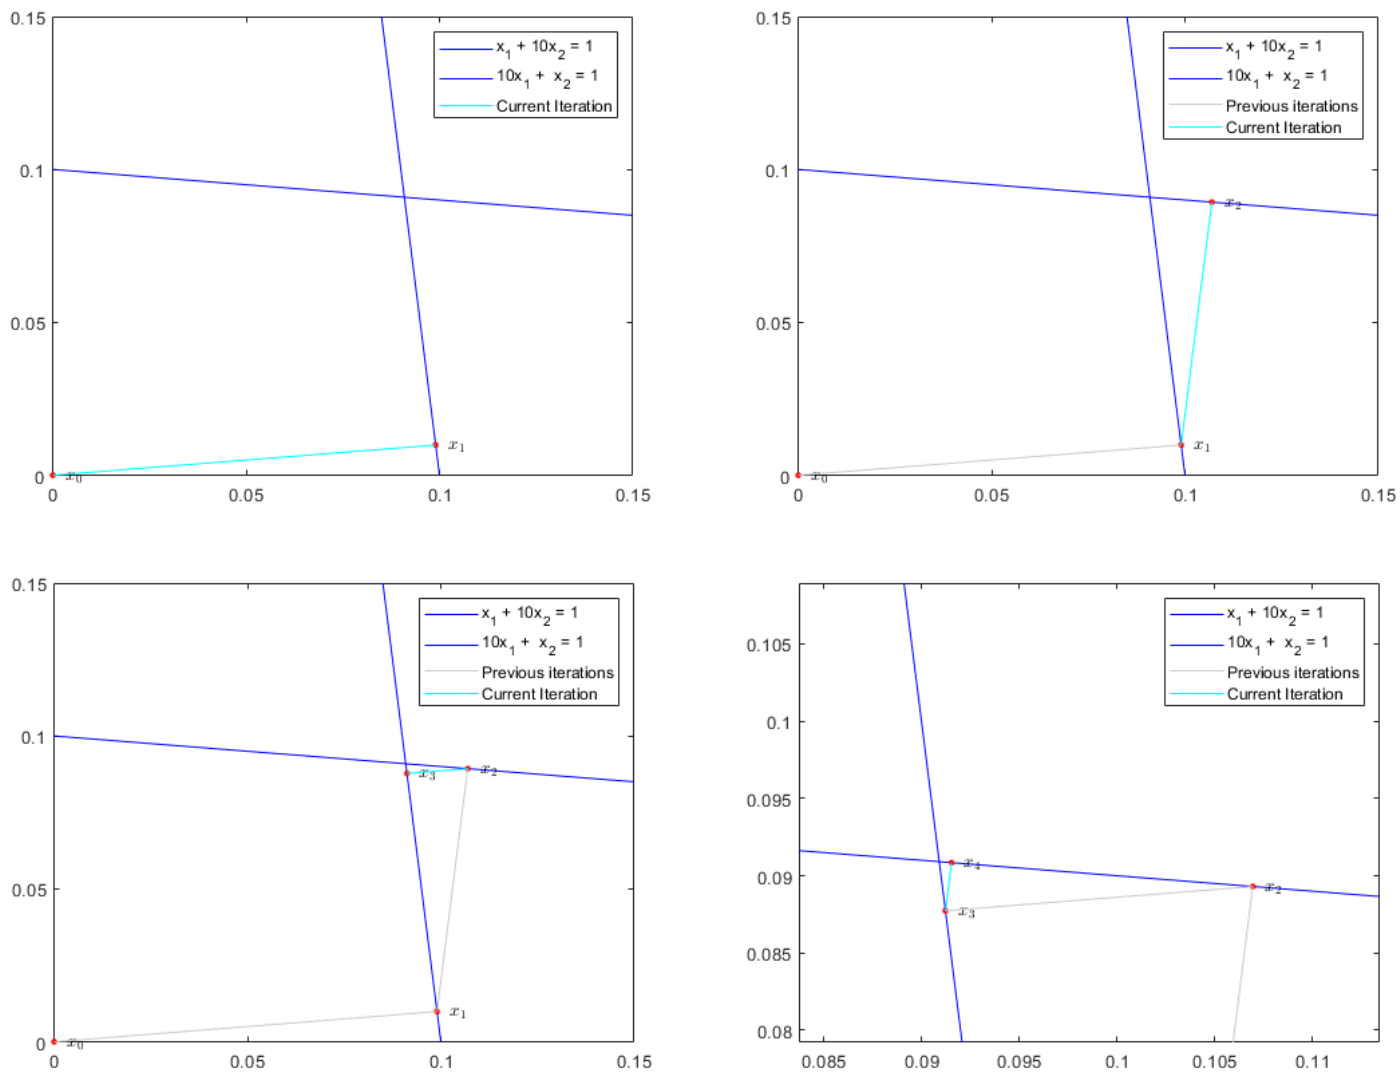 0.15
x₁ + 10x₂ = 1
10x₁ + x₂ = 1
Current Iteration
0.1
0.05
x₁
0
x₀
0 0.05 0.1 0.15
0.15
x₁ + 10x₂ = 1
10x₁ + x₂ = 1
Previous iterations
Current Iteration
0.1
x₂
0.05
x₁
0
x₀
0 0.05 0.1 0.15
0.15
x₁ + 10x₂ = 1
10x₁ + x₂ = 1
Previous iterations
Current Iteration
0.1
x₃ x₂
0.05
x₁
0
x₀
0 0.05 0.1 0.15
x₁ + 10x₂ = 1
10x₁ + x₂ = 1
0.105
Previous iterations
Current Iteration
0.1
0.095
x₄
0.09
x₂
x₃
0.085
0.08
0.085 0.09 0.095 0.1 0.105 0.11